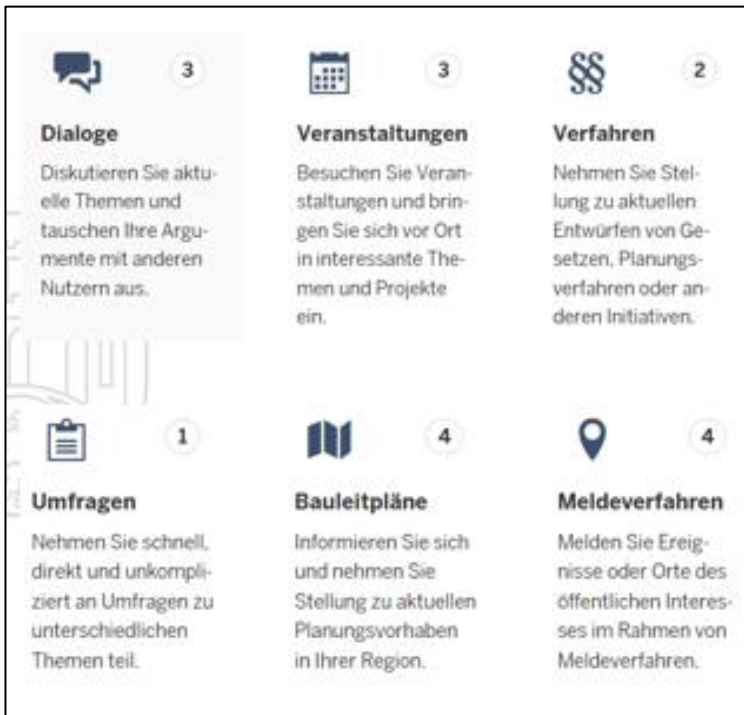 3
Dialoge
Diskutieren Sie aktu-
elle Themen und
tauschen Ihre Argu-
mente mit anderen
Nutzern aus.
3
Veranstaltungen
Besuchen Sie Veran-
staltungen und brin-
gen Sie sich vor Ort
in interessante The-
men und Projekte
ein.
§§ 2
Verfahren
Nehmen Sie Stel-
lung zu aktuellen
Entwürfen von Ge-
setzen, Planungs-
verfahren oder an-
deren Initiativen.
1
Umfragen
Nehmen Sie schnell,
direkt und unkompli-
ziert an Umfragen zu
unterschiedlichen
Themen teil.
4
Bauleitpläne
Informieren Sie sich
und nehmen Sie
Stellung zu aktuellen
Planungsvorhaben
in Ihrer Region.
4
Meldeverfahren
Melden Sie Ereig-
nisse oder Orte des
öffentlichen Interes-
ses im Rahmen von
Meldeverfahren.